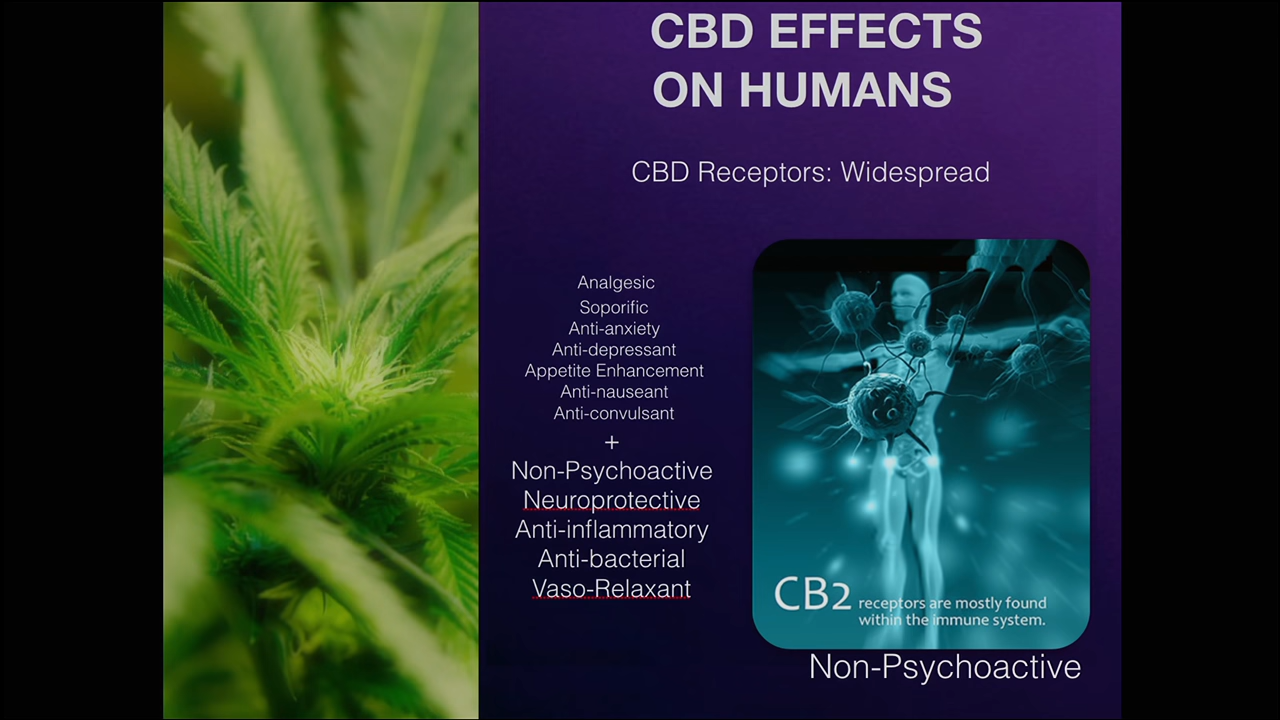 CBD EFFECTS
ON HUMANS
CBD Receptors: Widespread
Analgesic
Soporific
Anti-anxiety
Anti-depressant
Appetite Enhancement
Anti-nauseant
Anti-convulsant
+
Non-Psychoactive
Neuroprotective
Anti-inflammatory
Anti-bacterial
Vaso-Relaxant
CB2 receptors are mostly found
within the immune system.
Non-Psychoactive